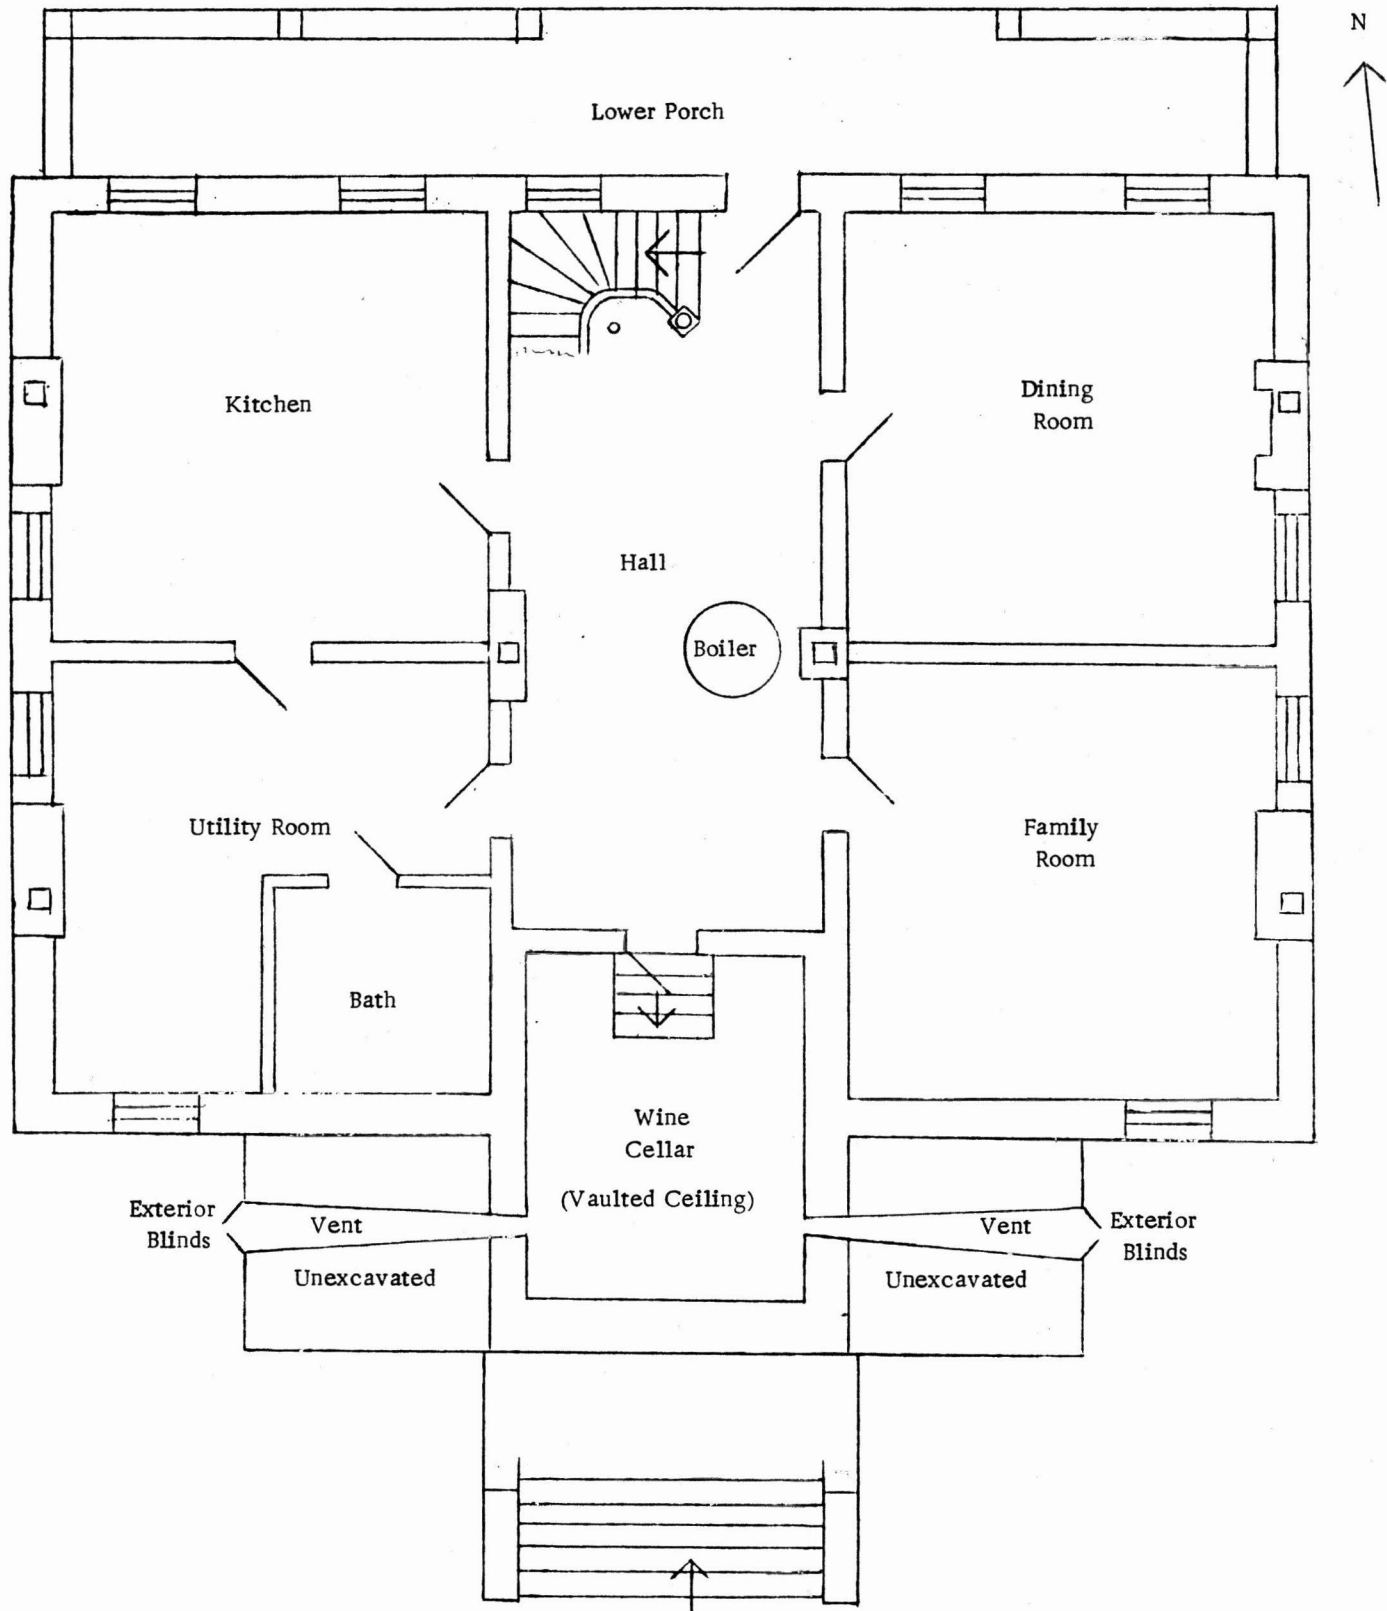 N
Lower Porch
Kitchen
Dining
Room
Hall
Boiler
Utility Room
Family
Room
Bath
Wine
Cellar
(Vaulted Ceiling)
Exterior
Blinds
Vent
Unexcavated
Vent
Unexcavated
Exterior
Blinds